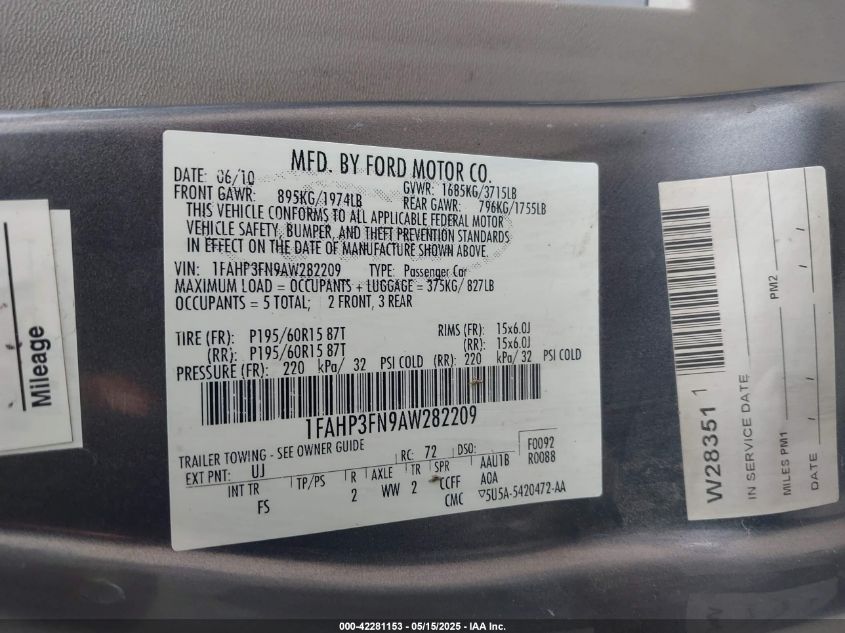 MFD. BY FORD MOTOR CO.
DATE: 06/10 GVWR: 1685KG/3715LB
FRONT GAWR: 895KG/1974LB REAR GAWR: 796KG/1755LB
THIS VEHICLE CONFORMS TO ALL APPLICABLE FEDERAL MOTOR
VEHICLE SAFETY, BUMPER, AND THEFT PREVENTION STANDARDS
IN EFFECT ON THE DATE OF MANUFACTURE SHOWN ABOVE.
VIN: 1FAHP3FN9AW282209 TYPE: Passenger Car
MAXIMUM LOAD = OCCUPANTS + LUGGAGE = 375KG/ 827LB
OCCUPANTS = 5 TOTAL; 2 FRONT, 3 REAR
TIRE (FR): P195/60R15 87T RIMS (FR): 15x6.0J
(RR): P195/60R15 87T (RR): 15x6.0J
PRESSURE (FR): 220 kPa/ 32 PSI COLD (RR): 220 kPa/ 32 PSI COLD
1FAHP3FN9AW282209
TRAILER TOWING - SEE OWNER GUIDE RC: 72 DSO: F0092
EXT PNT: UJ R0088
INT TR TP/PS R AXLE TR SPR AAU1B
FS 2 WW 2 CCFF AOA
CMC ▽5U5A-5420472-AA
Mileage
W28351 1
IN SERVICE DATE
MILES PM1 PM2
DATE / / / /
000-42281153 - 05/15/2025 - IAA Inc.